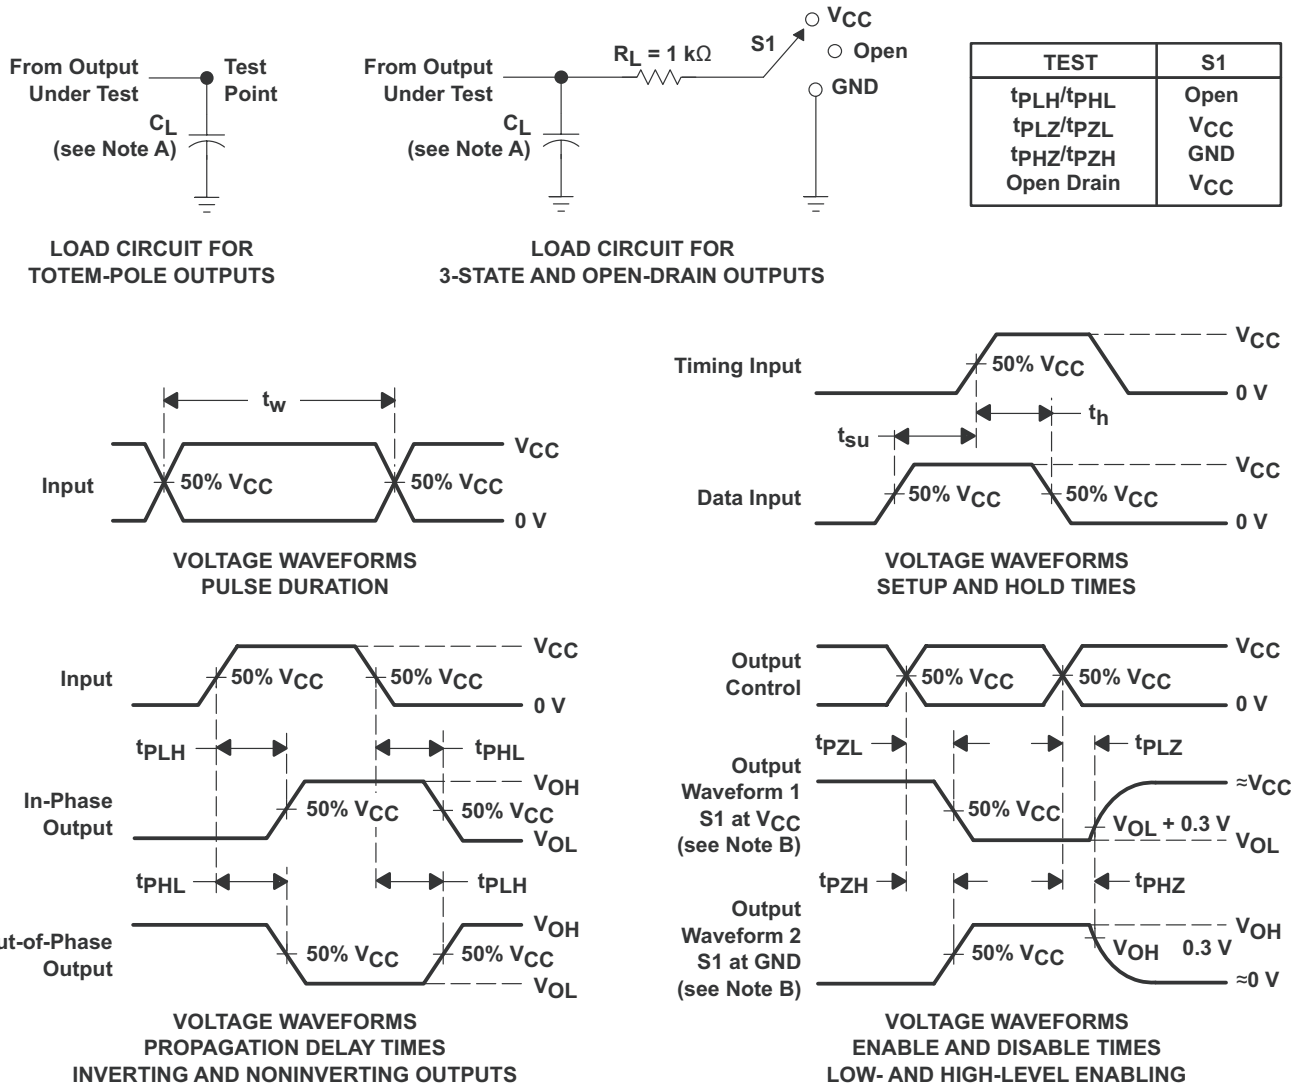 From Output
Under Test
Test
Point
CL
(see Note A)
LOAD CIRCUIT FOR
TOTEM-POLE OUTPUTS
From Output
Under Test
RL = 1 kΩ
S1
VCC
Open
GND
CL
(see Note A)
LOAD CIRCUIT FOR
3-STATE AND OPEN-DRAIN OUTPUTS
TEST S1
tPLH/tPHL Open
tPLZ/tPZL VCC
tPHZ/tPZH GND
Open Drain VCC
tw
Input
50% VCC
50% VCC
VCC
0 V
VOLTAGE WAVEFORMS
PULSE DURATION
Timing Input
50% VCC
VCC
0 V
th
tsu
Data Input
50% VCC
50% VCC
VCC
0 V
VOLTAGE WAVEFORMS
SETUP AND HOLD TIMES
Input
50% VCC
50% VCC
VCC
0 V
tPLH
tPHL
In-Phase
Output
50% VCC
50% VCC
VOH
VOL
tPHL
tPLH
ut-of-Phase
Output
50% VCC
50% VCC
VOH
VOL
VOLTAGE WAVEFORMS
PROPAGATION DELAY TIMES
INVERTING AND NONINVERTING OUTPUTS
Output
Control
50% VCC
50% VCC
VCC
0 V
tPZL
tPLZ
Output
Waveform 1
S1 at VCC
(see Note B)
50% VCC
VOL + 0.3 V
≈VCC
VOL
tPZH
tPHZ
Output
Waveform 2
S1 at GND
(see Note B)
50% VCC
VOH 0.3 V
VOH
≈0 V
VOLTAGE WAVEFORMS
ENABLE AND DISABLE TIMES
LOW- AND HIGH-LEVEL ENABLING